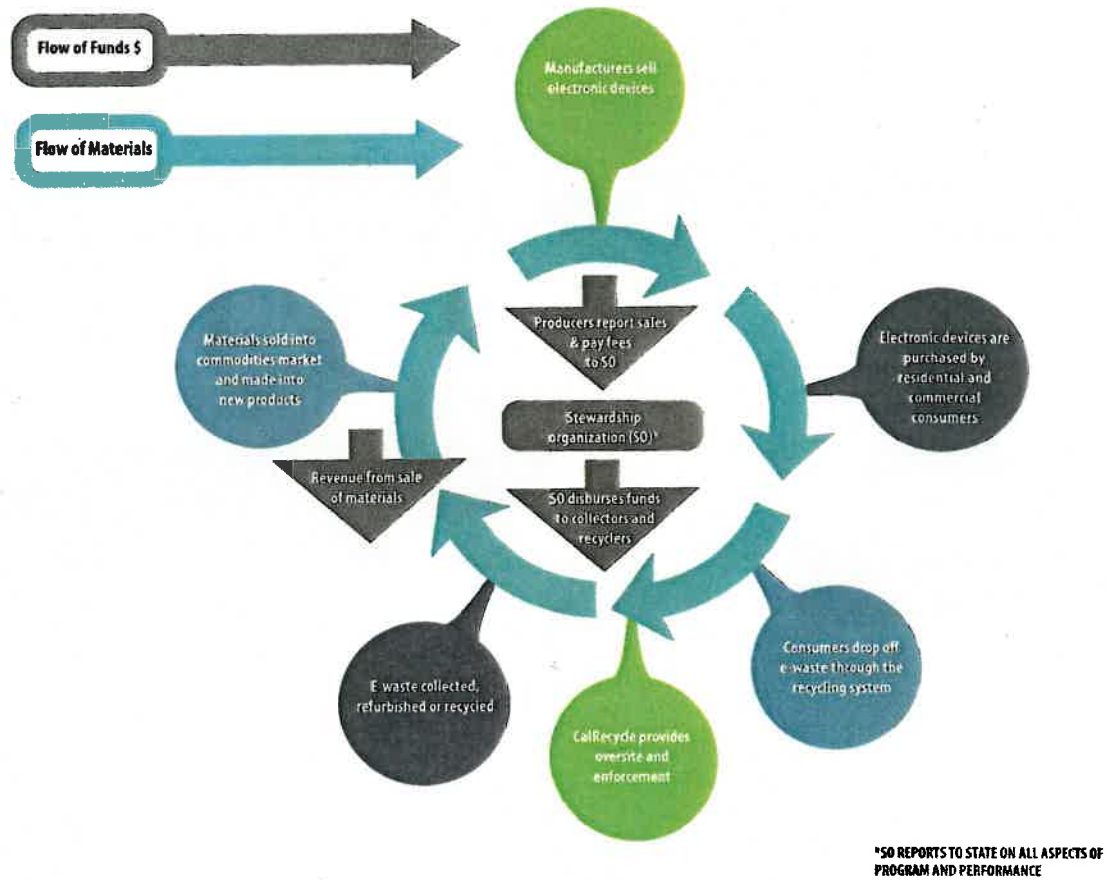 Flow of Funds $
Flow of Materials
Manufacturers sell
electronic devices
Producers report sales
& pay fees
to SO
Stewardship
organization (SO)*
SO disburses funds
to collectors and
recyclers
Electronic devices are
purchased by
residential and
commercial
consumers
Consumers drop off
e-waste through the
recycling system
CalRecycle provides
oversite and
enforcement
E-waste collected,
refurbished or recycled
Revenue from sale
of materials
Materials sold into
commodities market
and made into
new products
*SO REPORTS TO STATE ON ALL ASPECTS OF
PROGRAM AND PERFORMANCE